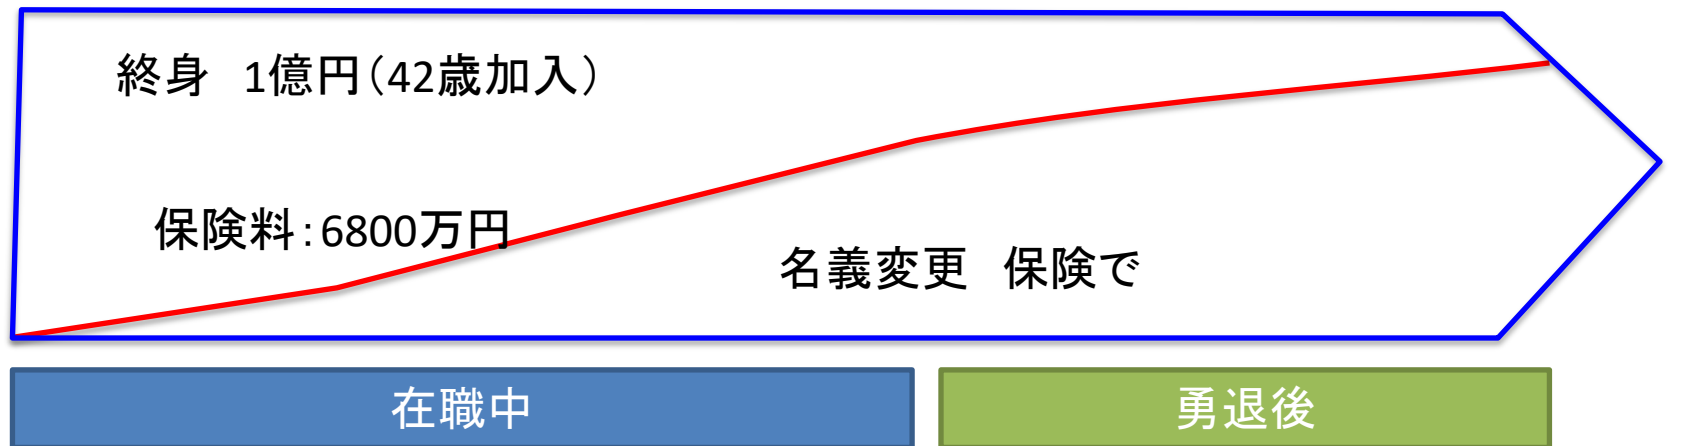 終身　1億円（42歳加入）
保険料：6800万円
名義変更　保険で
在職中
勇退後